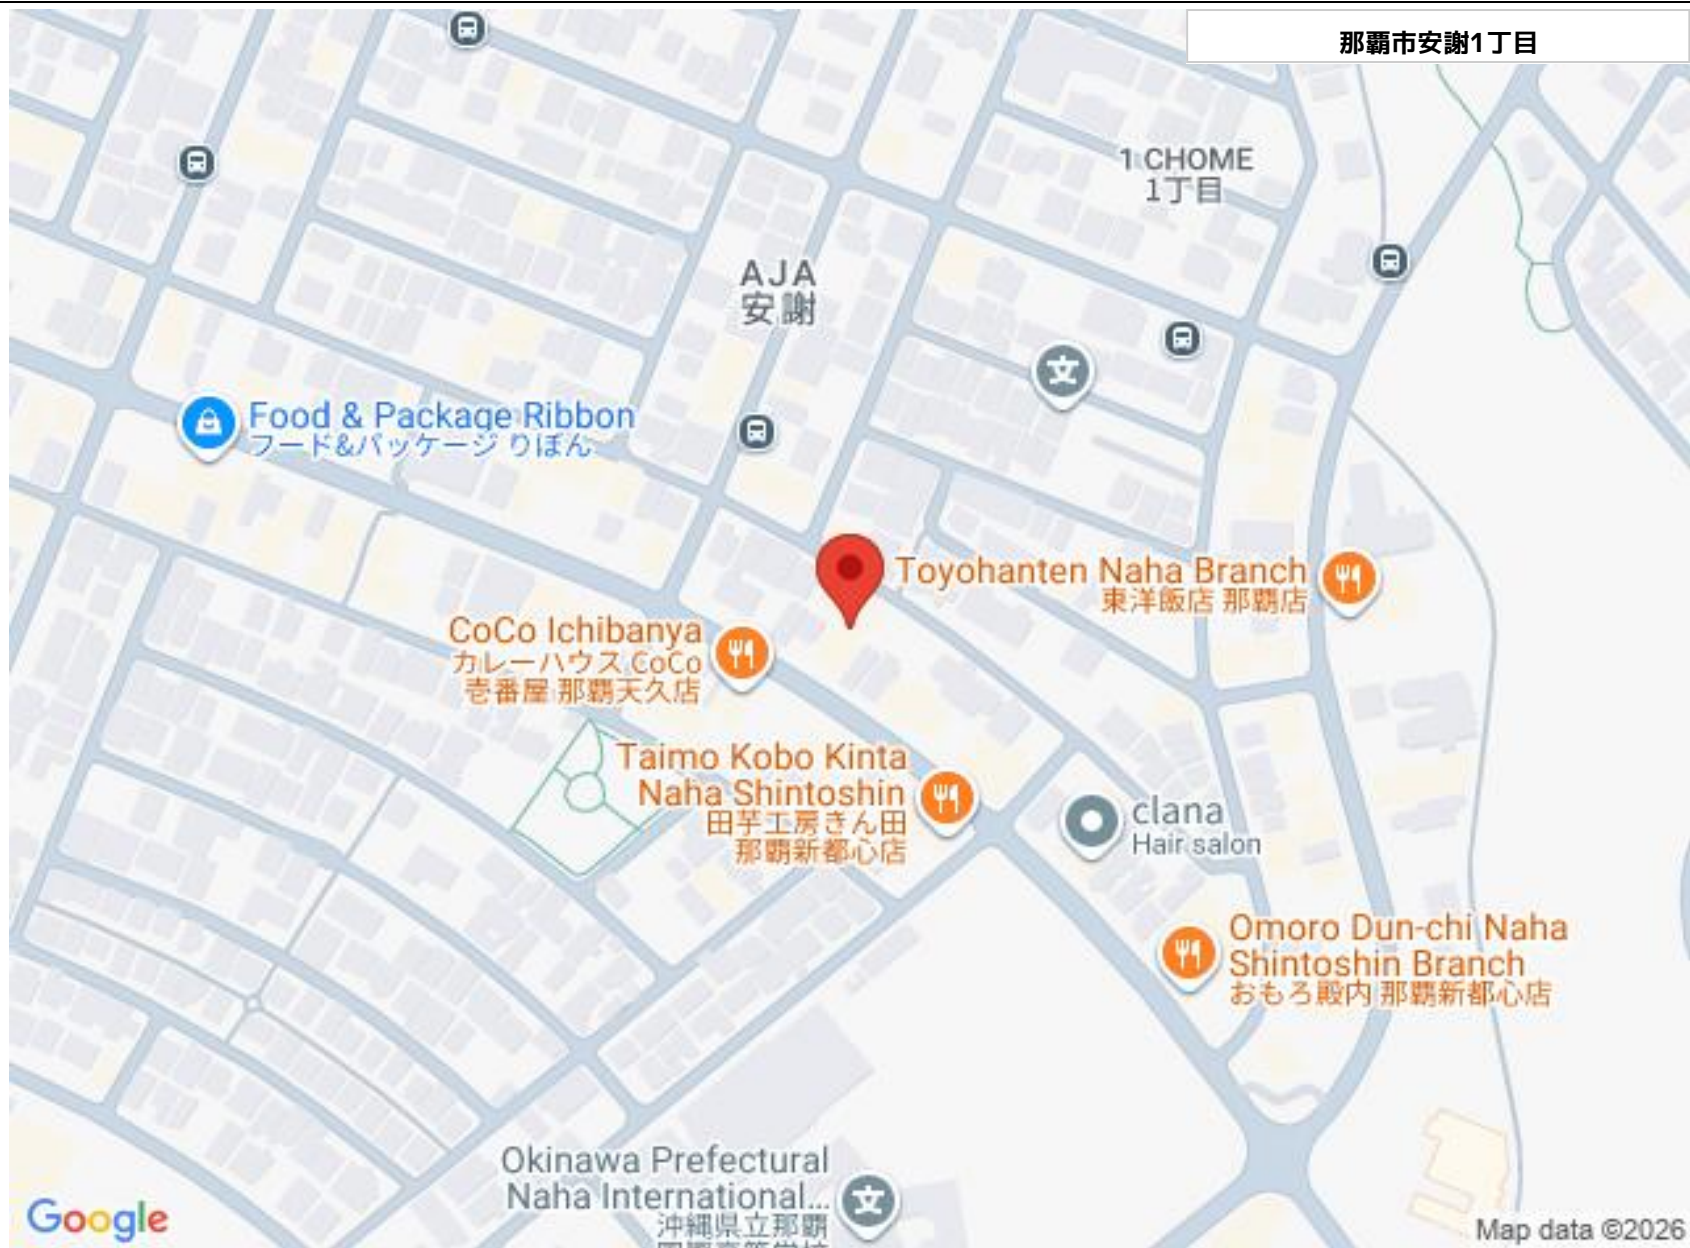 那覇市安謝1丁目
1 CHOME
1丁目
AJA
安謝
Food & Package Ribbon
フード&パッケージ りぼん
Toyohanten Naha Branch
東洋飯店 那覇店
CoCo Ichibanya
カレーハウス CoCo
壱番屋 那覇天久店
Taimo Kobo Kinta
Naha Shintoshin
田芋工房きん田
那覇新都心店
clana
Hair salon
Omoro Dun-chi Naha
Shintoshin Branch
おもろ殿内 那覇新都心店
Okinawa Prefectural
Naha International...
沖縄県立那覇
文
文
Google
Map data ©2026